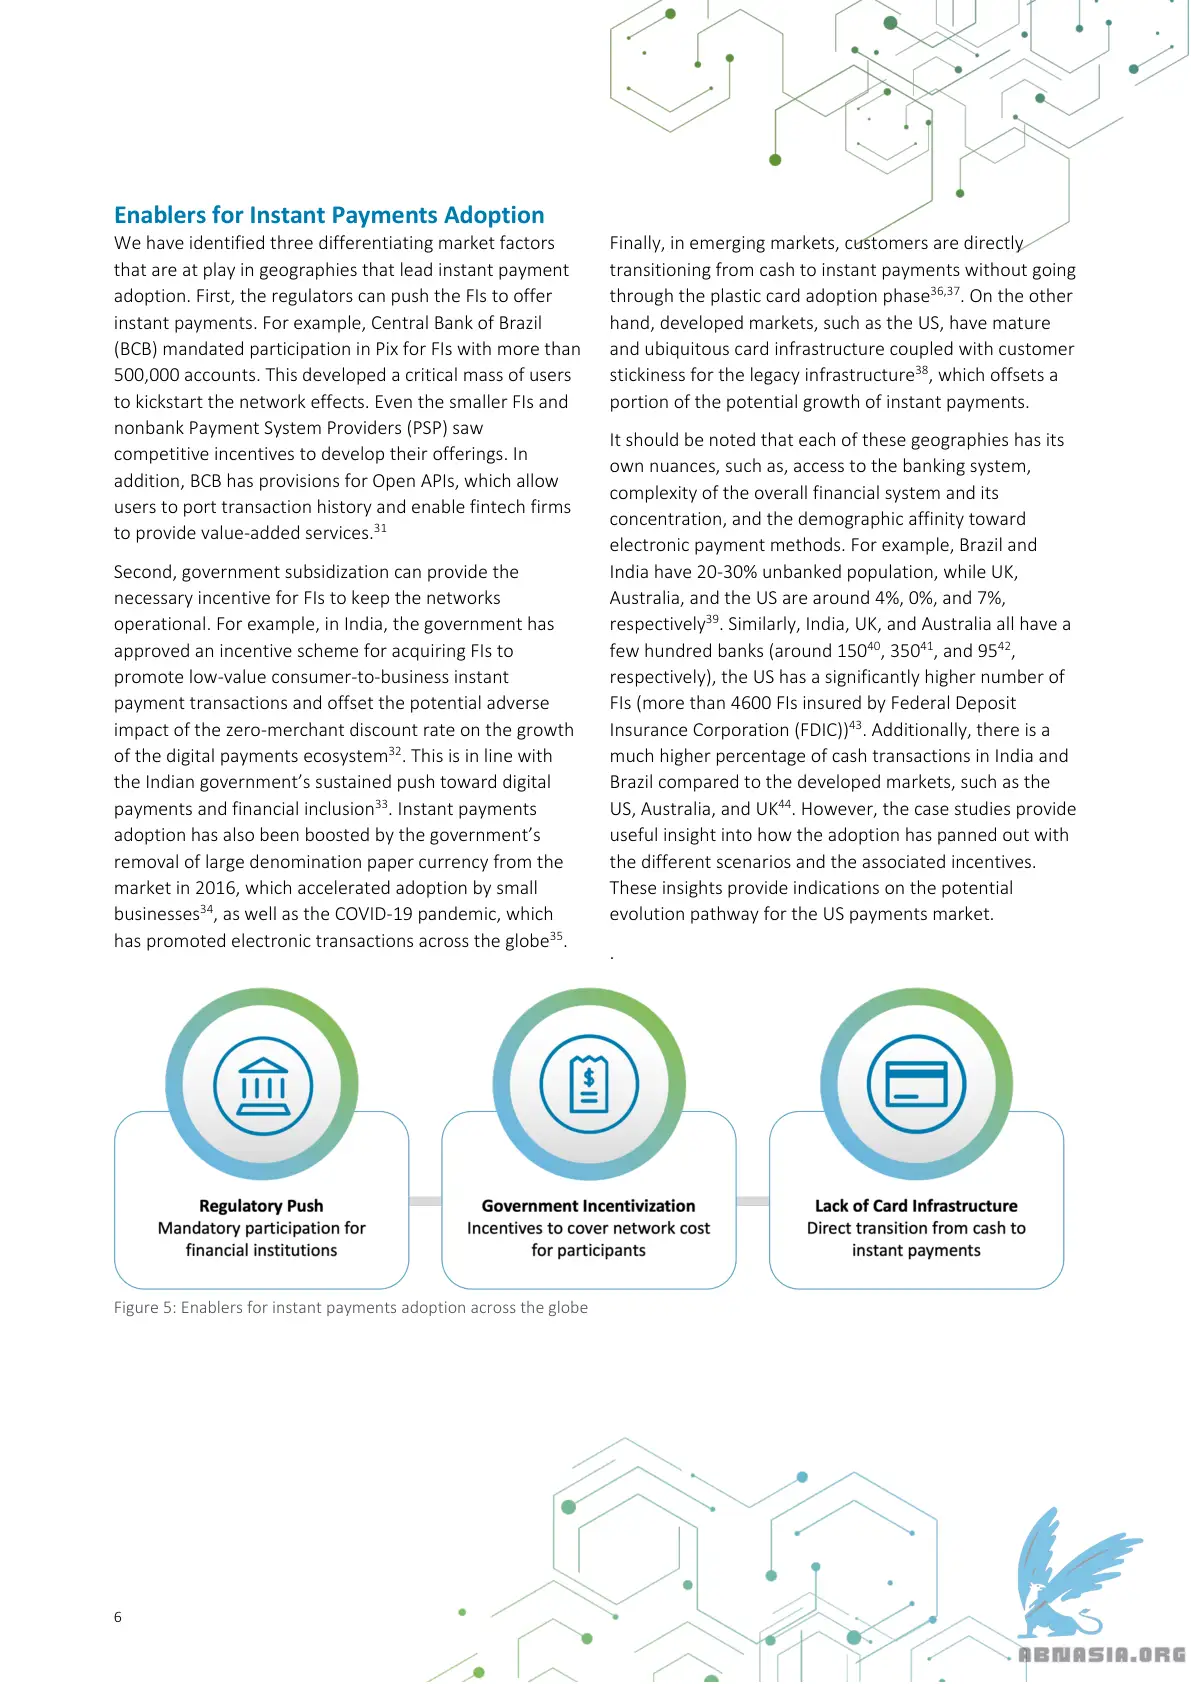 Enablers for Instant Payments Adoption
We have identified three differentiating market factors
that are at play in geographies that lead instant payment
adoption. First, the regulators can push the FIs to offer
instant payments. For example, Central Bank of Brazil
(BCB) mandated participation in Pix for FIs with more than
500,000 accounts. This developed a critical mass of users
to kickstart the network effects. Even the smaller FIs and
nonbank Payment System Providers (PSP) saw
competitive incentives to develop their offerings. In
addition, BCB has provisions for Open APIs, which allow
users to port transaction history and enable fintech firms
to provide value-added services.31
Second, government subsidization can provide the
necessary incentive for FIs to keep the networks
operational. For example, in India, the government has
approved an incentive scheme for acquiring FIs to
promote low-value consumer-to-business instant
payment transactions and offset the potential adverse
impact of the zero-merchant discount rate on the growth
of the digital payments ecosystem32. This is in line with
the Indian government’s sustained push toward digital
payments and financial inclusion33. Instant payments
adoption has also been boosted by the government’s
removal of large denomination paper currency from the
market in 2016, which accelerated adoption by small
businesses34, as well as the COVID-19 pandemic, which
has promoted electronic transactions across the globe35.
Finally, in emerging markets, customers are directly
transitioning from cash to instant payments without going
through the plastic card adoption phase36,37. On the other
hand, developed markets, such as the US, have mature
and ubiquitous card infrastructure coupled with customer
stickiness for the legacy infrastructure38, which offsets a
portion of the potential growth of instant payments.
It should be noted that each of these geographies has its
own nuances, such as, access to the banking system,
complexity of the overall financial system and its
concentration, and the demographic affinity toward
electronic payment methods. For example, Brazil and
India have 20-30% unbanked population, while UK,
Australia, and the US are around 4%, 0%, and 7%,
respectively39. Similarly, India, UK, and Australia all have a
few hundred banks (around 15040, 35041, and 9542,
respectively), the US has a significantly higher number of
FIs (more than 4600 FIs insured by Federal Deposit
Insurance Corporation (FDIC))43. Additionally, there is a
much higher percentage of cash transactions in India and
Brazil compared to the developed markets, such as the
US, Australia, and UK44. However, the case studies provide
useful insight into how the adoption has panned out with
the different scenarios and the associated incentives.
These insights provide indications on the potential
evolution pathway for the US payments market.
.
$
Regulatory Push
Mandatory participation for
financial institutions
Government Incentivization
Incentives to cover network cost
for participants
Lack of Card Infrastructure
Direct transition from cash to
instant payments
Figure 5: Enablers for instant payments adoption across the globe
6
ABNASIA.ORG